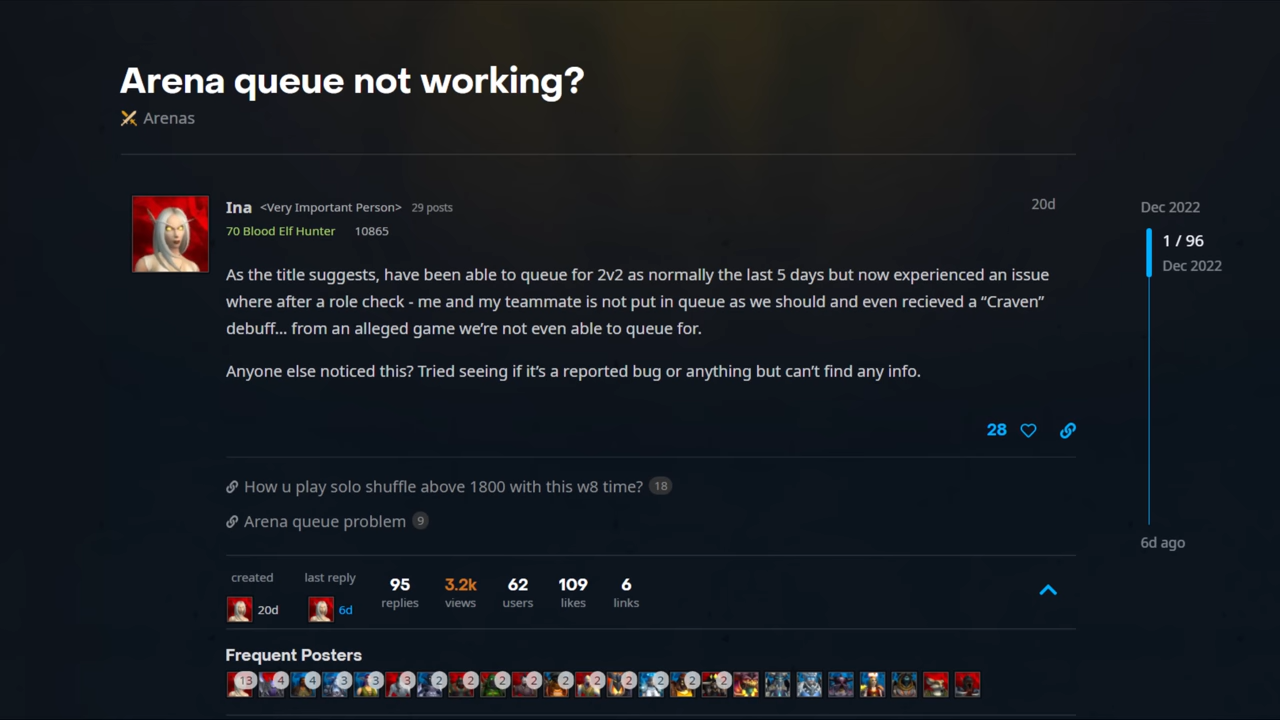 Arena queue not working?
Arenas
Ina <Very Important Person> 29 posts
20d
70 Blood Elf Hunter 10865
As the title suggests, have been able to queue for 2v2 as normally the last 5 days but now experienced an issue
where after a role check - me and my teammate is not put in queue as we should and even recieved a “Craven”
debuff... from an alleged game we’re not even able to queue for.
Anyone else noticed this? Tried seeing if it’s a reported bug or anything but can’t find any info.
28
How u play solo shuffle above 1800 with this w8 time? 18
Arena queue problem 9
created
20d
last reply
6d
95
replies
3.2k
views
62
users
109
likes
6
links
Frequent Posters
13 4 4 3 3 3 2 2 2 2 2 2 2 2 2 2
Dec 2022
1 / 96
Dec 2022
6d ago